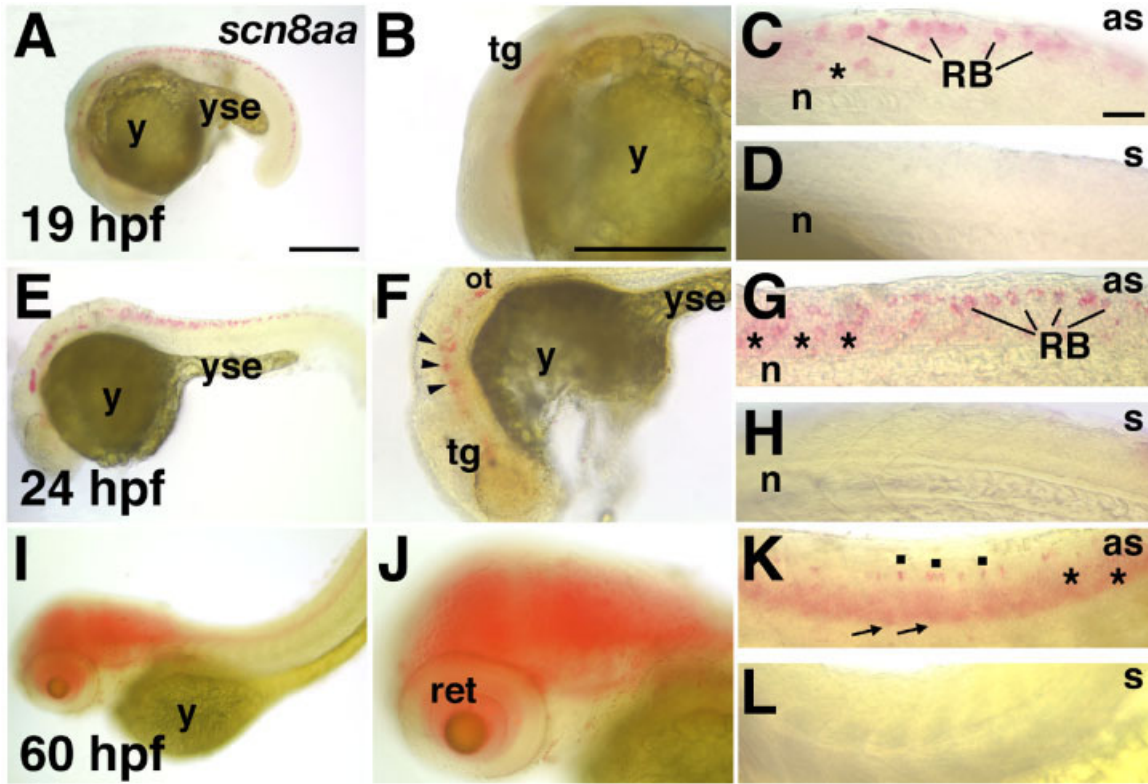 A scn8aa
y yse
19 hpf
B
tg
y
C as
RB
*
n
D s
n
E
yse
y
24 hpf
F
ot
yse
y
tg
G as
* * * RB
n
H s
n
I
y
60 hpf
J
ret
K as
* *
L s